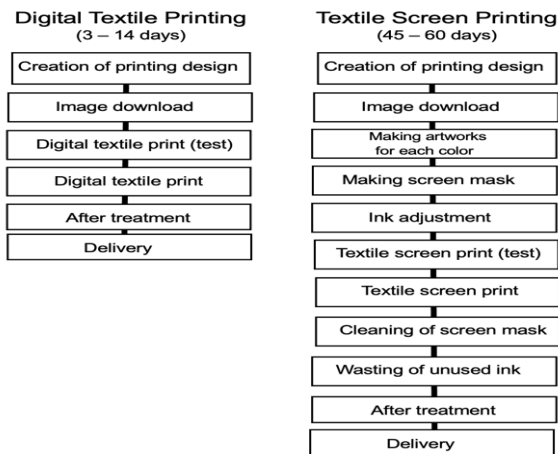 Digital Textile Printing
(3 – 14 days)
Creation of printing design
Image download
Digital textile print (test)
Digital textile print
After treatment
Delivery
Textile Screen Printing
(45 – 60 days)
Creation of printing design
Image download
Making artworks
for each color
Making screen mask
Ink adjustment
Textile screen print (test)
Textile screen print
Cleaning of screen mask
Wasting of unused ink
After treatment
Delivery